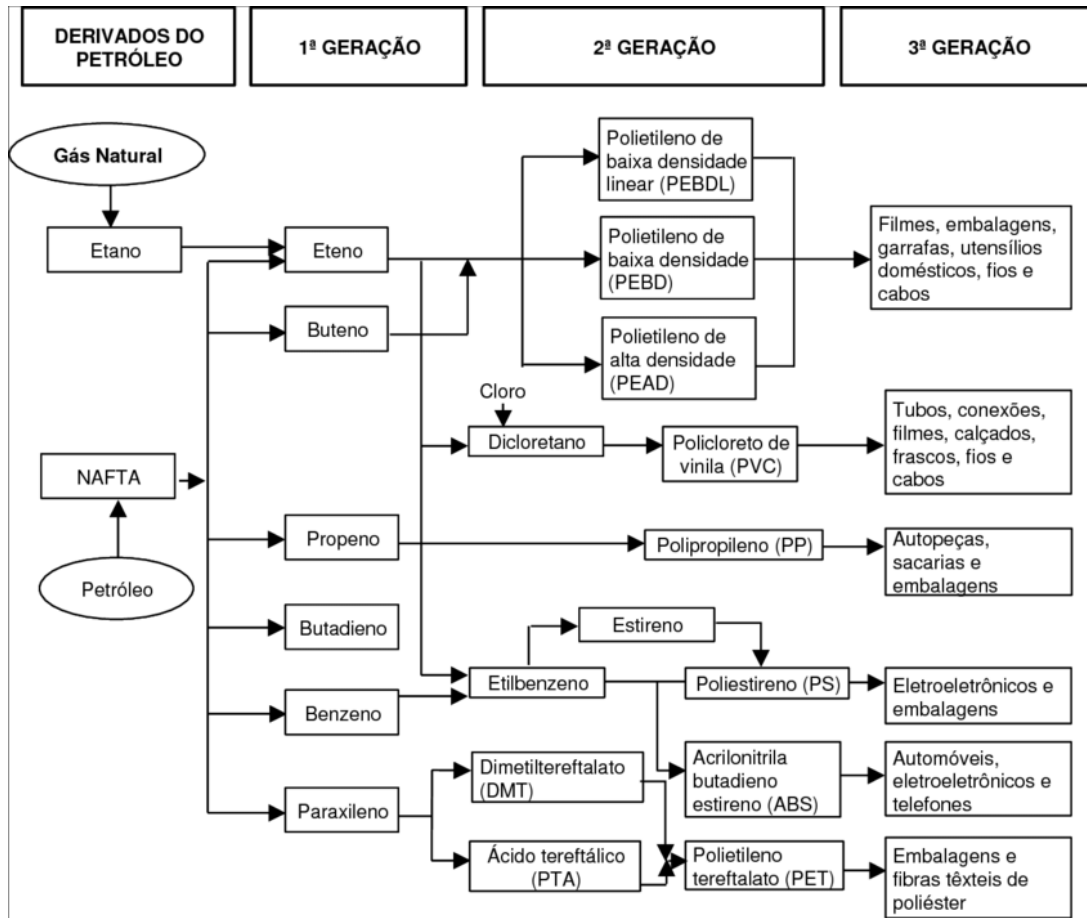 DERIVADOS DO
PETRÓLEO
1ª GERAÇÃO
2ª GERAÇÃO
3ª GERAÇÃO
Gás Natural
Etano
NAFTA
Petróleo
Eteno
Buteno
Propeno
Butadieno
Benzeno
Paraxileno
Polietileno de
baixa densidade
linear (PEBDL)
Polietileno de
baixa densidade
(PEBD)
Polietileno de
alta densidade
(PEAD)
Filmes, embalagens,
garrafas, utensílios
domésticos, fios e
cabos
Cloro
Dicloretano
Policloreto de
vinila (PVC)
Tubos, conexões,
filmes, calçados,
frascos, fios e
cabos
Polipropileno (PP)
Autopeças,
sacarias e
embalagens
Estireno
Etilbenzeno
Poliestireno (PS)
Eletroeletrônicos e
embalagens
Acrilonitrila
butadieno
estireno (ABS)
Automóveis,
eletroeletrônicos e
telefones
Dimetiltereftalato
(DMT)
Ácido tereftálico
(PTA)
Polietileno
tereftalato (PET)
Embalagens e
fibras têxteis de
poliéster